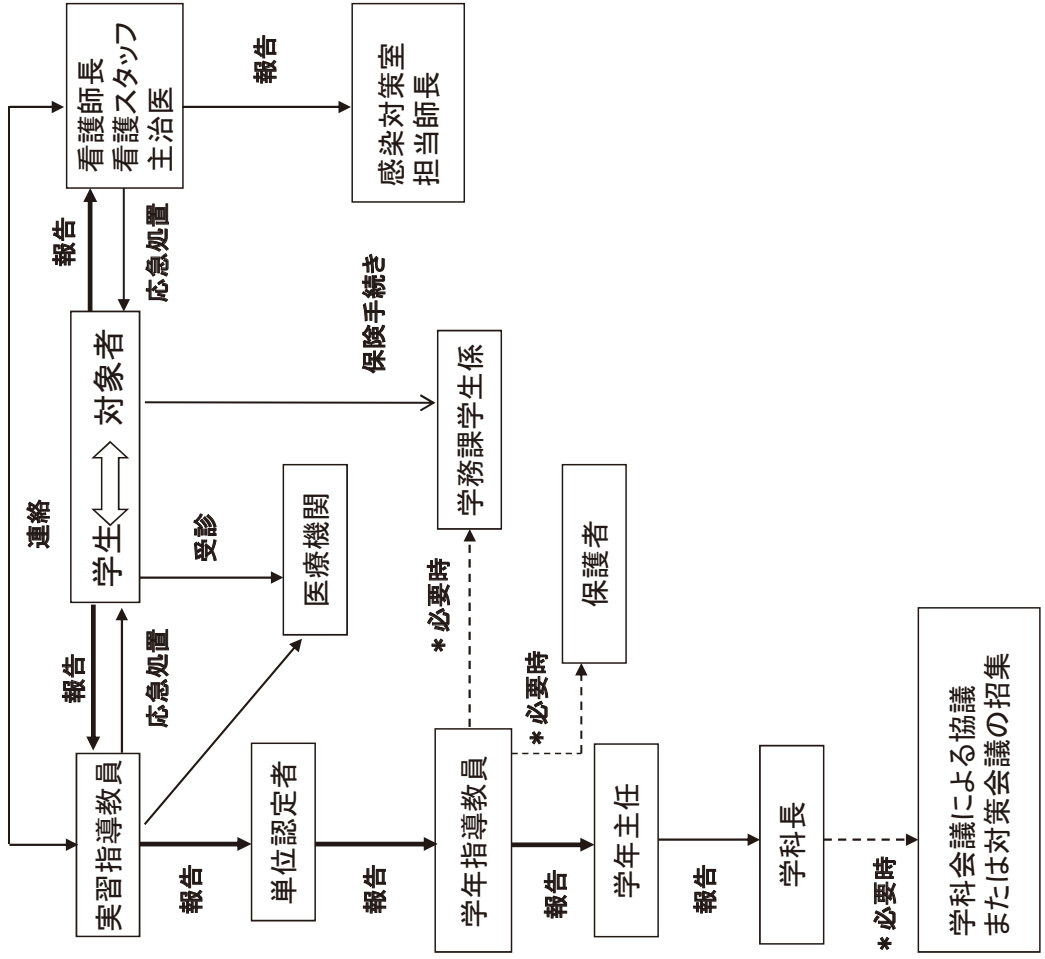 連絡
実習指導教員
報告
応急処置
学生 対象者
報告
応急処置
看護師長
看護スタッフ
主治医
報告
受診
保険手続き
報告
単位認定者
医療機関
感染対策室
担当師長
報告
学年指導教員
*必要時
学務課学生係
*必要時
保護者
報告
学年主任
報告
学科長
*必要時
学科会議による協議
または対策会議の招集